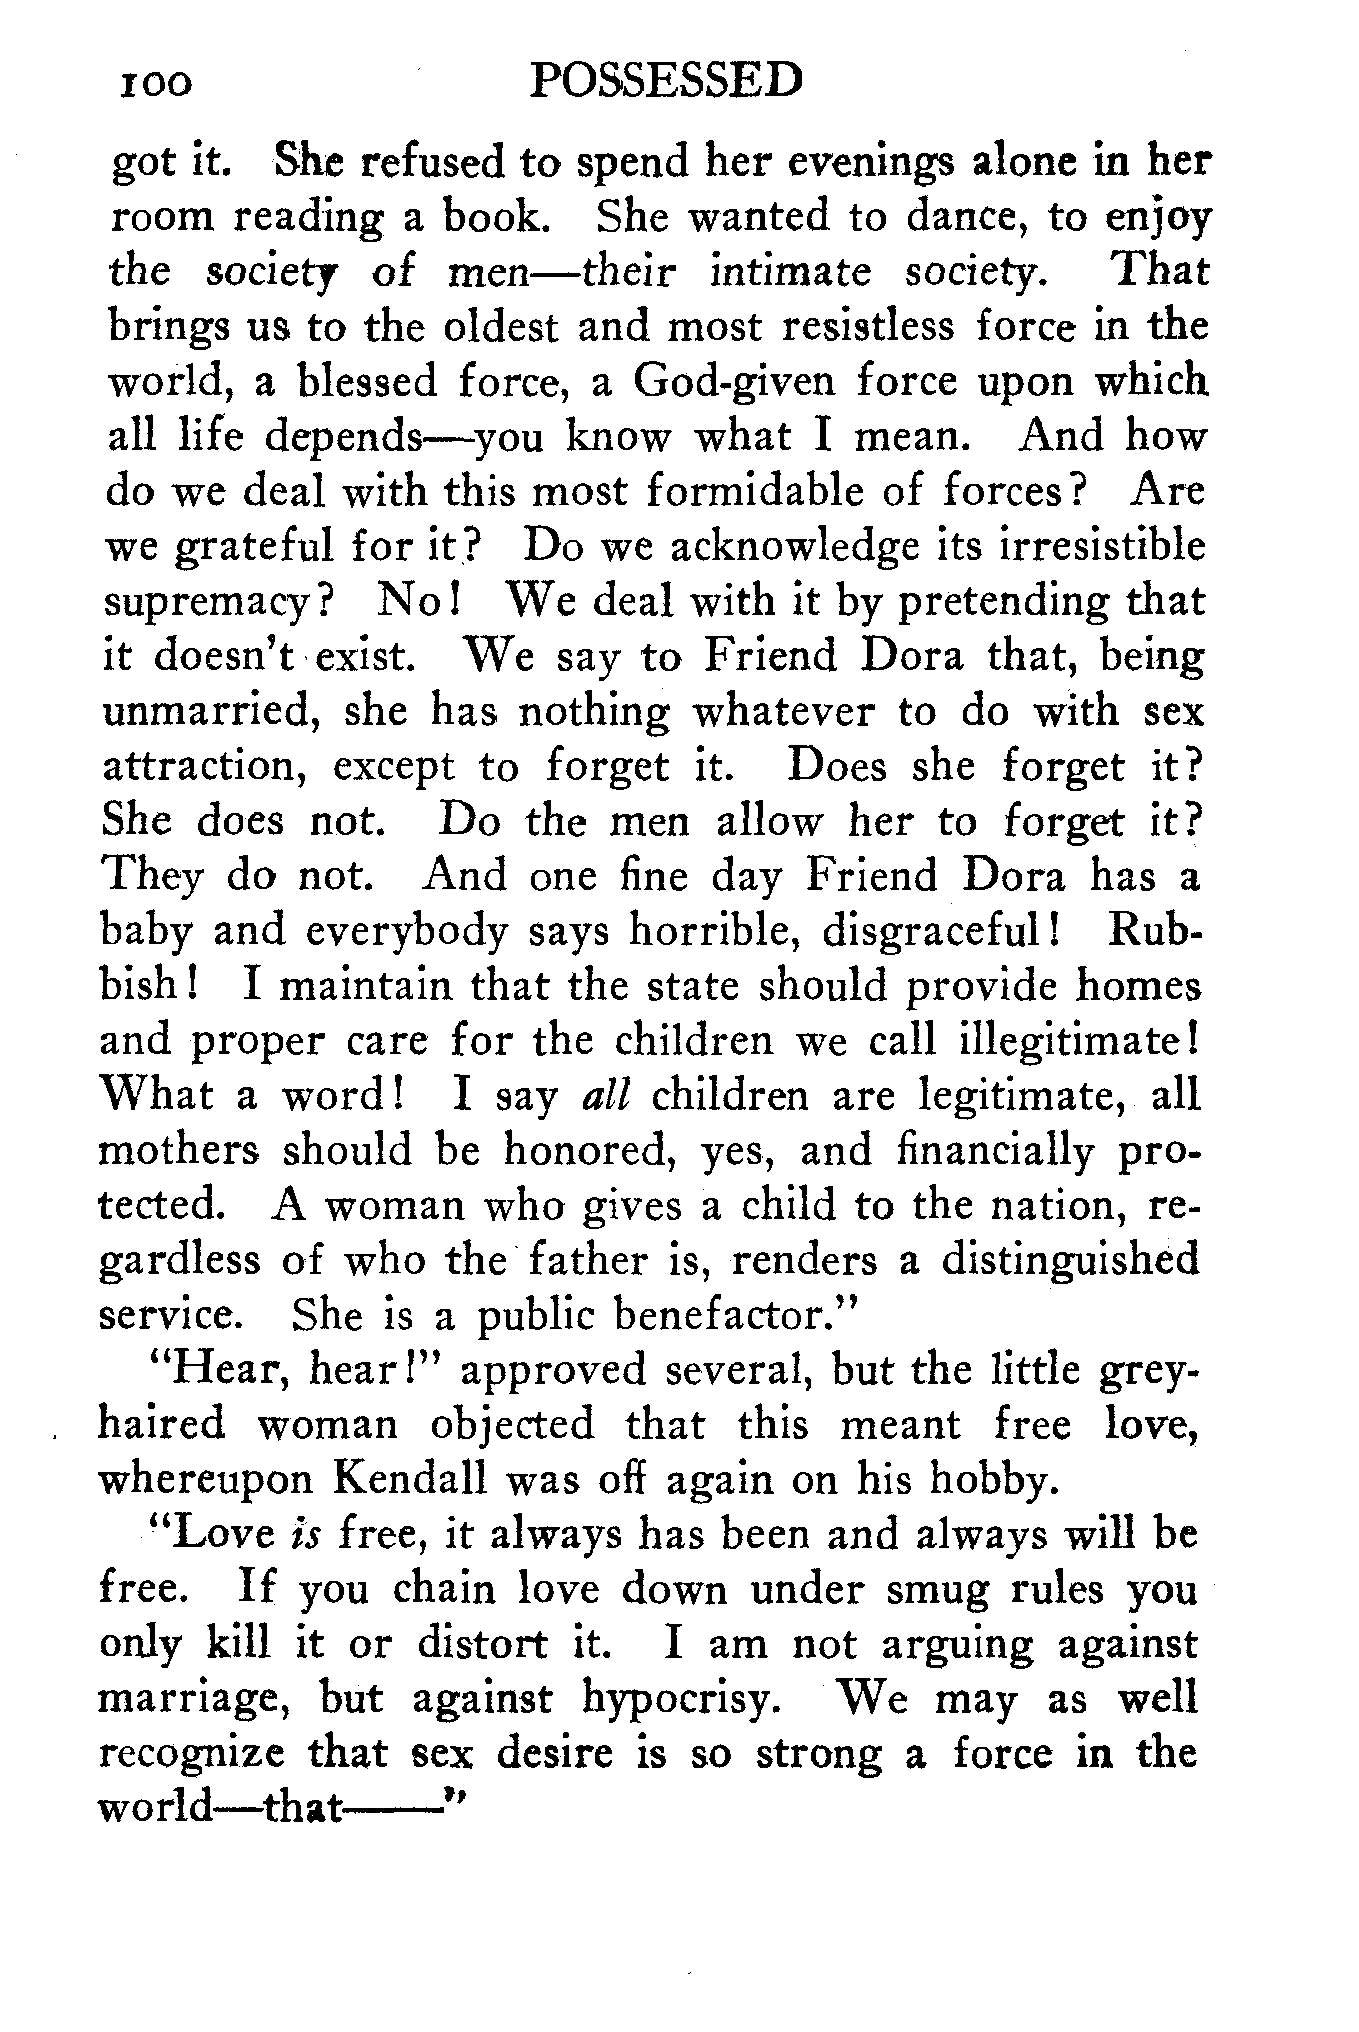 100 POSSESSED
got it. She refused to spend her evenings alone in her
room reading a book. She wanted to dance, to enjoy
the society of men—their intimate society. That
brings us to the oldest and most resistless force in the
world, a blessed force, a God-given force upon which
all life depends—you know what I mean. And how
do we deal with this most formidable of forces? Are
we grateful for it? Do we acknowledge its irresistible
supremacy? No! We deal with it by pretending that
it doesn't exist. We say to Friend Dora that, being
unmarried, she has nothing whatever to do with sex
attraction, except to forget it. Does she forget it?
She does not. Do the men allow her to forget it?
They do not. And one fine day Friend Dora has a
baby and everybody says horrible, disgraceful! Rub-
bish! I maintain that the state should provide homes
and proper care for the children we call illegitimate!
What a word! I say all children are legitimate, all
mothers should be honored, yes, and financially pro-
tected. A woman who gives a child to the nation, re-
gardless of who the father is, renders a distinguished
service. She is a public benefactor."
"Hear, hear!" approved several, but the little grey-
haired woman objected that this meant free love,
whereupon Kendall was off again on his hobby.
"Love is free, it always has been and always will be
free. If you chain love down under smug rules you
only kill it or distort it. I am not arguing against
marriage, but against hypocrisy. We may as well
recognize that sex desire is so strong a force in the
world—that——"